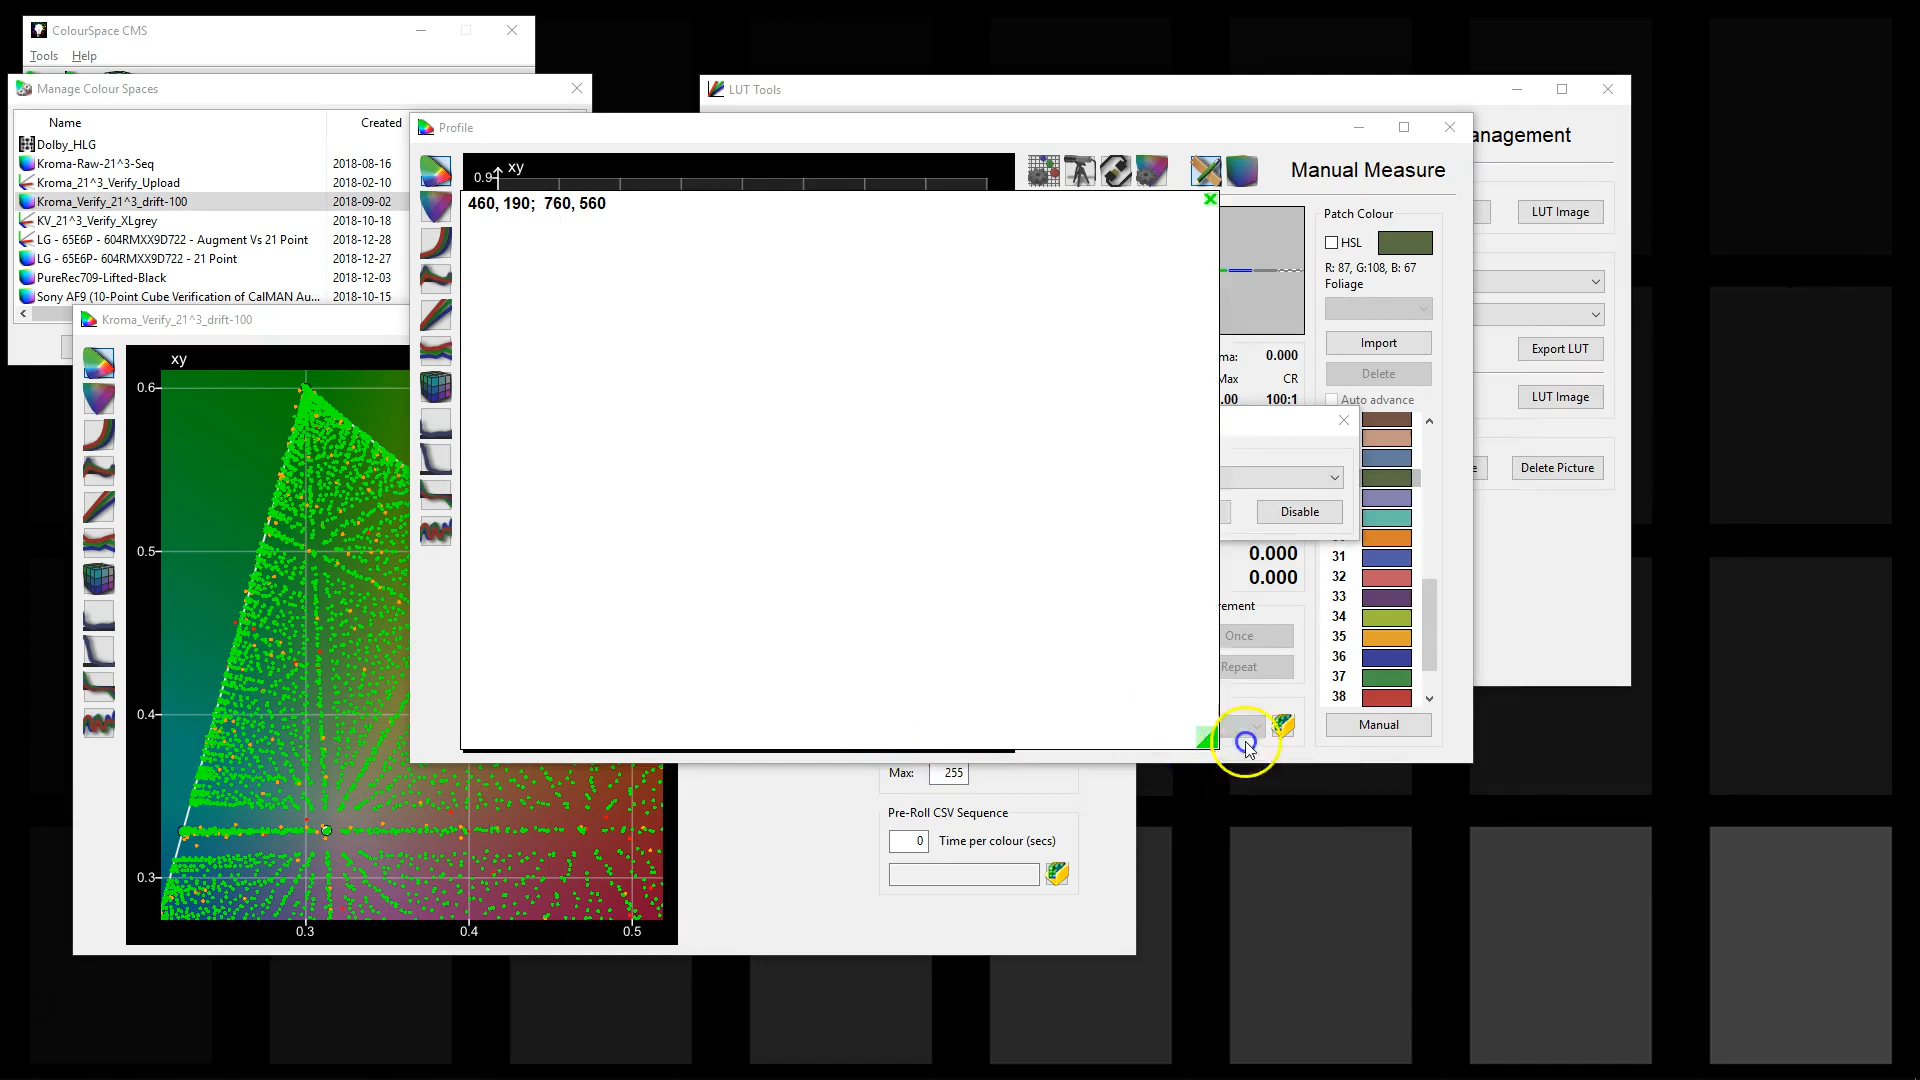 ColourSpace CMS
Tools Help
Manage Colour Spaces
Name Created
Dolby_HLG
Kroma-Raw-21^3-Seq 2018-08-16
Kroma_21^3_Verify_Upload 2018-02-10
Kroma_Verify_21^3_drift-100 2018-09-02
KV_21^3_Verify_XLgrey 2018-10-18
LG - 65E6P - 604RMXX9D722 - Augment Vs 21 Point 2018-12-28
LG - 65E6P - 604RMXX9D722 - 21 Point 2018-12-27
PureRec709-Lifted-Black 2018-12-03
Sony AF9 (10-Point Cube Verification of CalMAN Au... 2018-10-15
LUT Tools
anagement
LUT Image
Export LUT
LUT Image
e Delete Picture
Profile
xy
0.9
Manual Measure
460, 190; 760, 560
Patch Colour
HSL
R: 87, G:108, B: 67
Foliage
Import
Delete
Auto advance
ma: 0.000
Max CR
.00 100:1
Disable
0.000
0.000
rement
Once
Repeat
31
32
33
34
35
36
37
38
Manual
Kroma_Verify_21^3_drift-100
xy
0.6
0.5
0.4
0.3
0.3 0.4 0.5
Max: 255
Pre-Roll CSV Sequence
0 Time per colour (secs)